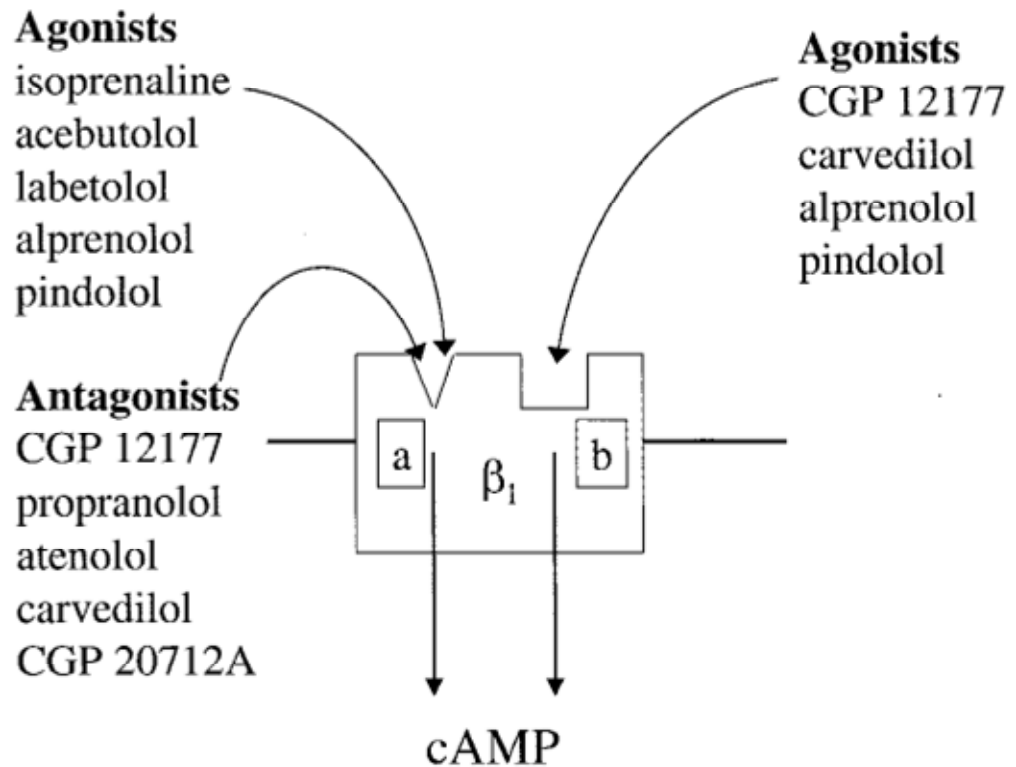 Agonists
isoprenaline
acebutolol
labetolol
alprenolol
pindolol
Antagonists
CGP 12177
propranolol
atenolol
carvedilol
CGP 20712A
Agonists
CGP 12177
carvedilol
alprenolol
pindolol
a
β₁
b
cAMP